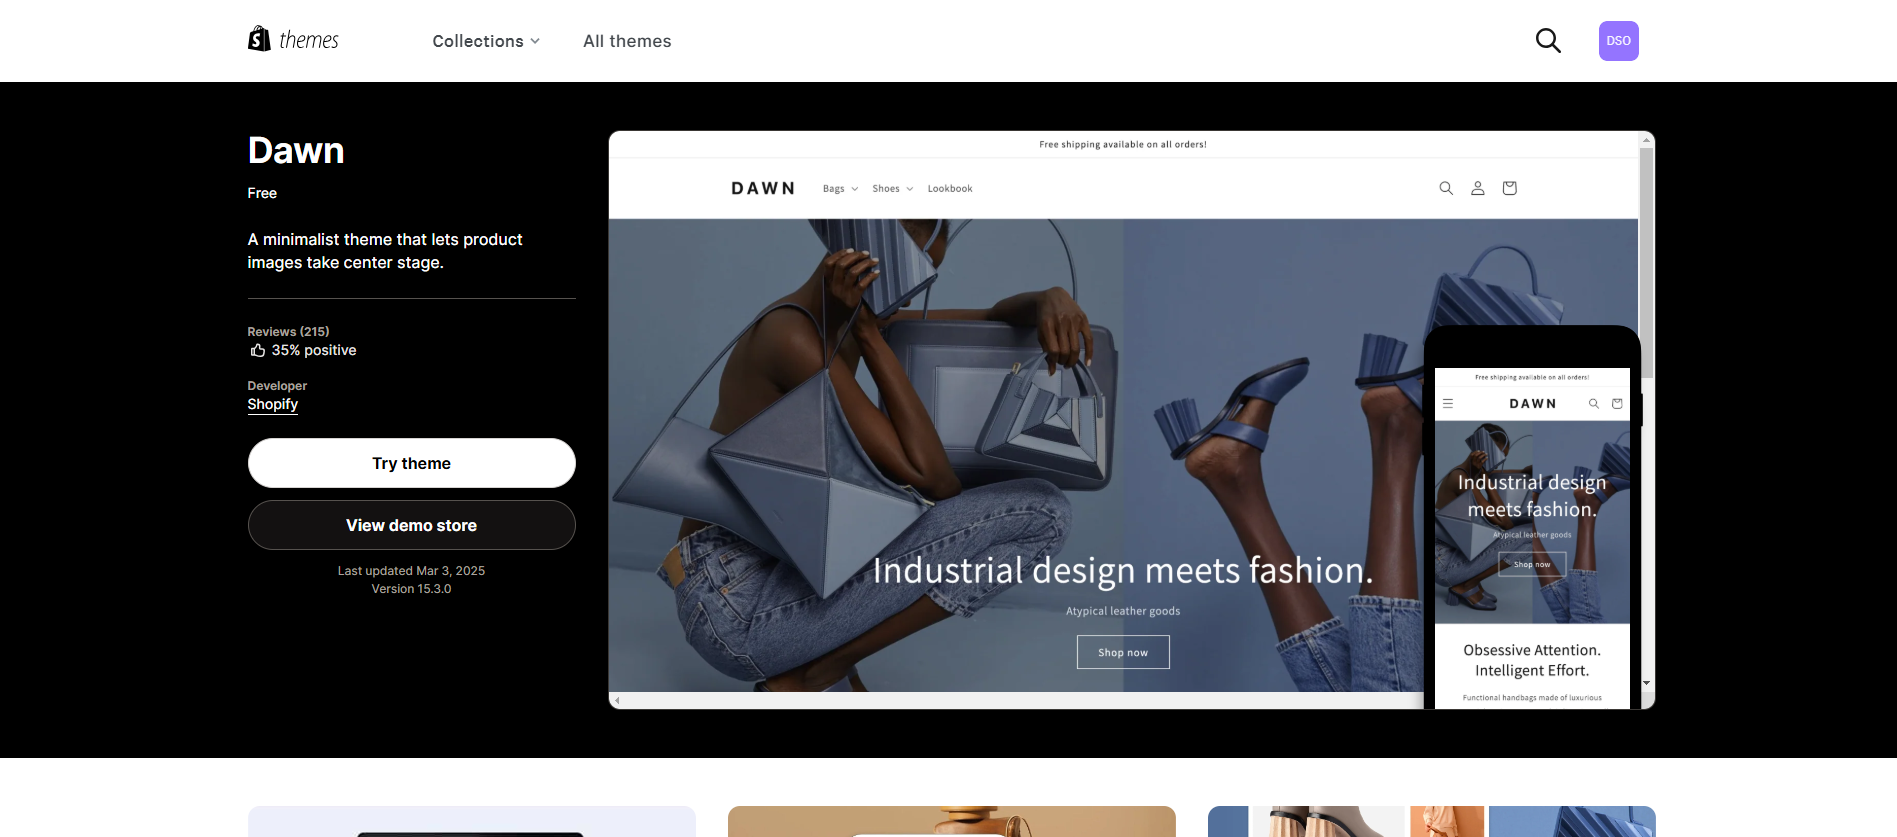 themes
Collections
All themes
DSO
Dawn
Free
A minimalist theme that lets product
images take center stage.
Reviews (215)
35% positive
Developer
Shopify
Try theme
View demo store
Last updated Mar 3, 2025
Version 15.3.0
Free shipping available on all orders!
DAWN
Bags
Shoes
Lookbook
Industrial design meets fashion.
Atypical leather goods
Shop now
Free shipping available on all orders!
DAWN
Industrial design
meets fashion.
Atypical leather goods
Shop now
Obsessive Attention.
Intelligent Effort.
Functional handbags made of luxurious